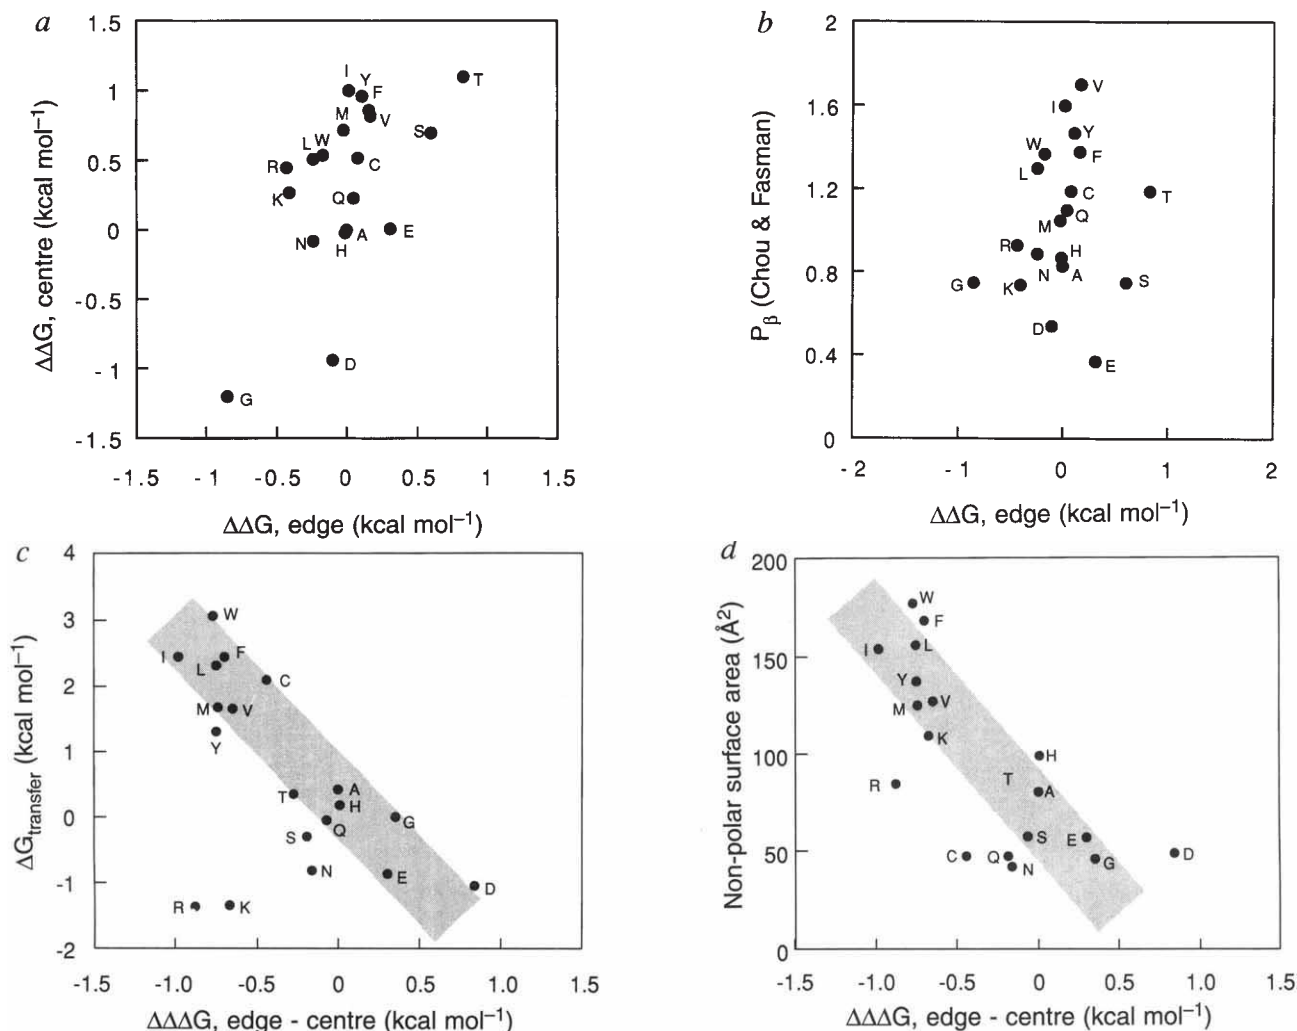 a
1.5
1
0.5
0
-0.5
- 1
-1.5
ΔΔG, centre (kcal mol⁻¹)
I
Y
F
T
M
V
S
L
W
C
R
K
Q
N
H
A
E
D
G
-1.5
- 1
-0.5
0
0.5
1
1.5
ΔΔG, edge (kcal mol⁻¹)
b
2
1.6
1.2
0.8
0.4
0
Pβ (Chou & Fasman)
V
I
Y
W
F
L
C
T
Q
M
R
H
N
A
G
K
S
D
E
- 2
- 1
0
1
2
ΔΔG, edge (kcal mol⁻¹)
c
4
3
2
1
0
-1
-2
ΔGtransfer (kcal mol⁻¹)
W
I
F
L
C
M
V
Y
A
T
H
Q
G
S
N
E
D
R
K
-1.5
-1.0
-0.5
0
0.5
1.0
1.5
ΔΔΔG, edge - centre (kcal mol⁻¹)
d
200
150
100
50
0
Non-polar surface area (Å²)
W
F
I
L
Y
V
M
K
H
T
R
A
S
E
C
Q
N
G
D
-1.5
-1.0
-0.5
0
0.5
1.0
1.5
ΔΔΔG, edge - centre (kcal mol⁻¹)